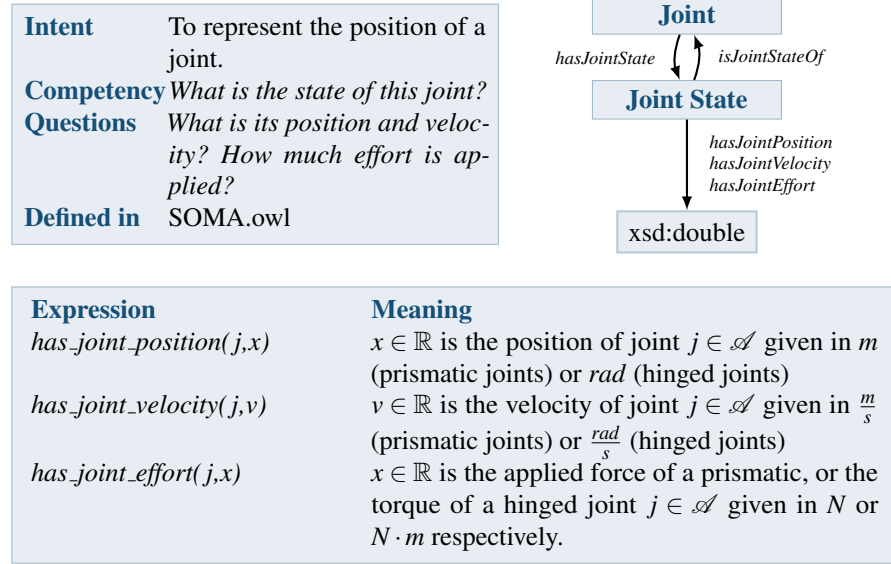 Intent To represent the position of a
joint.
Competency What is the state of this joint?
Questions What is its position and veloc-
ity? How much effort is ap-
plied?
Defined in SOMA.owl
Joint
hasJointState isJointStateOf
Joint State
hasJointPosition
hasJointVelocity
hasJointEffort
xsd:double
Expression Meaning
has_joint_position(j,x) x ∈ ℝ is the position of joint j ∈ 𝒜 given in m
(prismatic joints) or rad (hinged joints)
has_joint_velocity(j,v) v ∈ ℝ is the velocity of joint j ∈ 𝒜 given in m/s
(prismatic joints) or rad/s (hinged joints)
has_joint_effort(j,x) x ∈ ℝ is the applied force of a prismatic, or the
torque of a hinged joint j ∈ 𝒜 given in N or
N · m respectively.